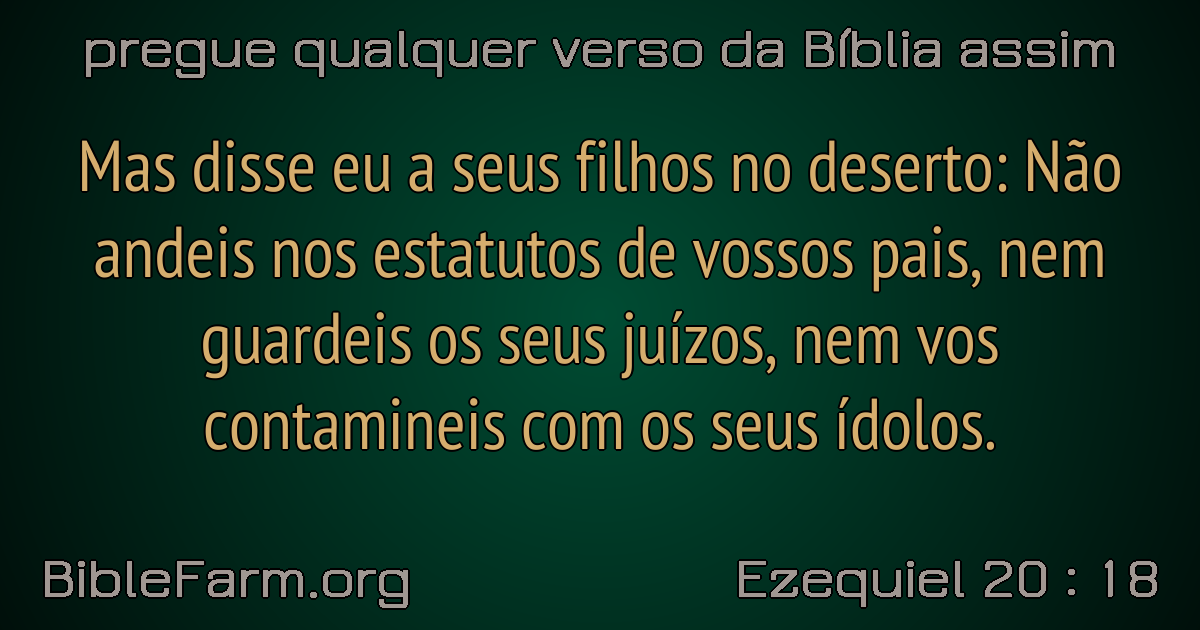 pregue qualquer verso da Bíblia assim
Mas disse eu a seus filhos no deserto: Não
andeis nos estatutos de vossos pais, nem
guardeis os seus juízos, nem vos
contamineis com os seus ídolos.
BibleFarm.org
Ezequiel 20 : 18